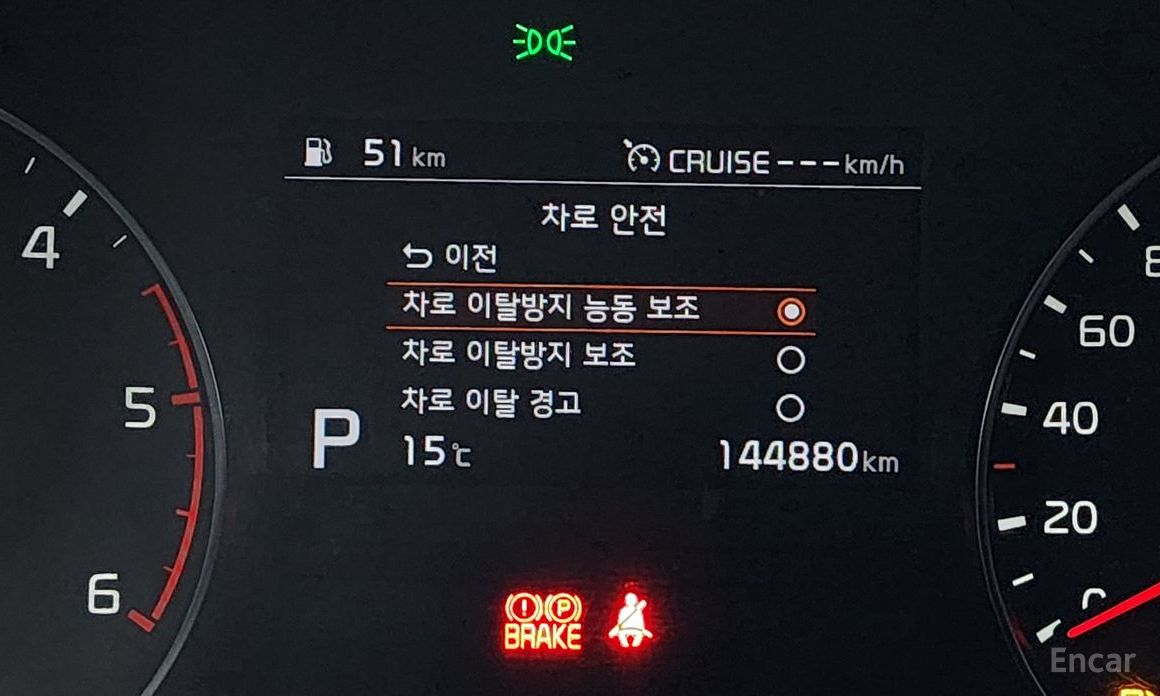 51 km CRUISE---km/h
차로 안전
이전
차로 이탈방지 능동 보조
차로 이탈방지 보조
차로 이탈 경고
P 15℃ 144880km
4
5
6
60
40
20
BRAKE
Encar